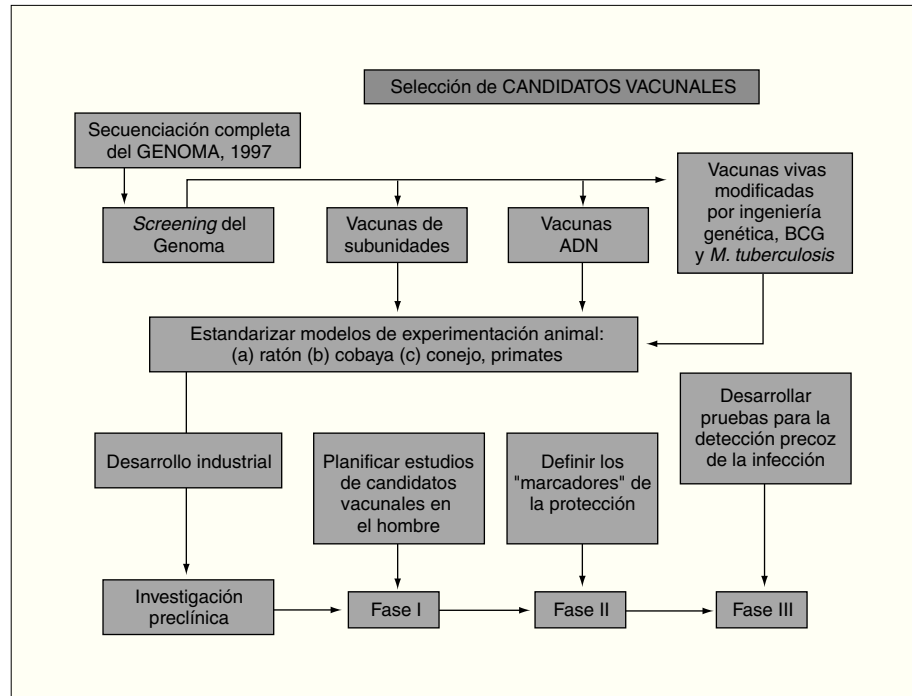 Selección de CANDIDATOS VACUNALES
Secuenciación completa
del GENOMA, 1997
Screening del
Genoma
Vacunas de
subunidades
Vacunas
ADN
Vacunas vivas
modificadas
por ingeniería
genética, BCG
y M. tuberculosis
Estandarizar modelos de experimentación animal:
(a) ratón (b) cobaya (c) conejo, primates
Desarrollo industrial
Planificar estudios
de candidatos
vacunales en
el hombre
Definir los
"marcadores" de
la protección
Desarrollar
pruebas para la
detección precoz
de la infección
Investigación
preclínica
Fase I
Fase II
Fase III